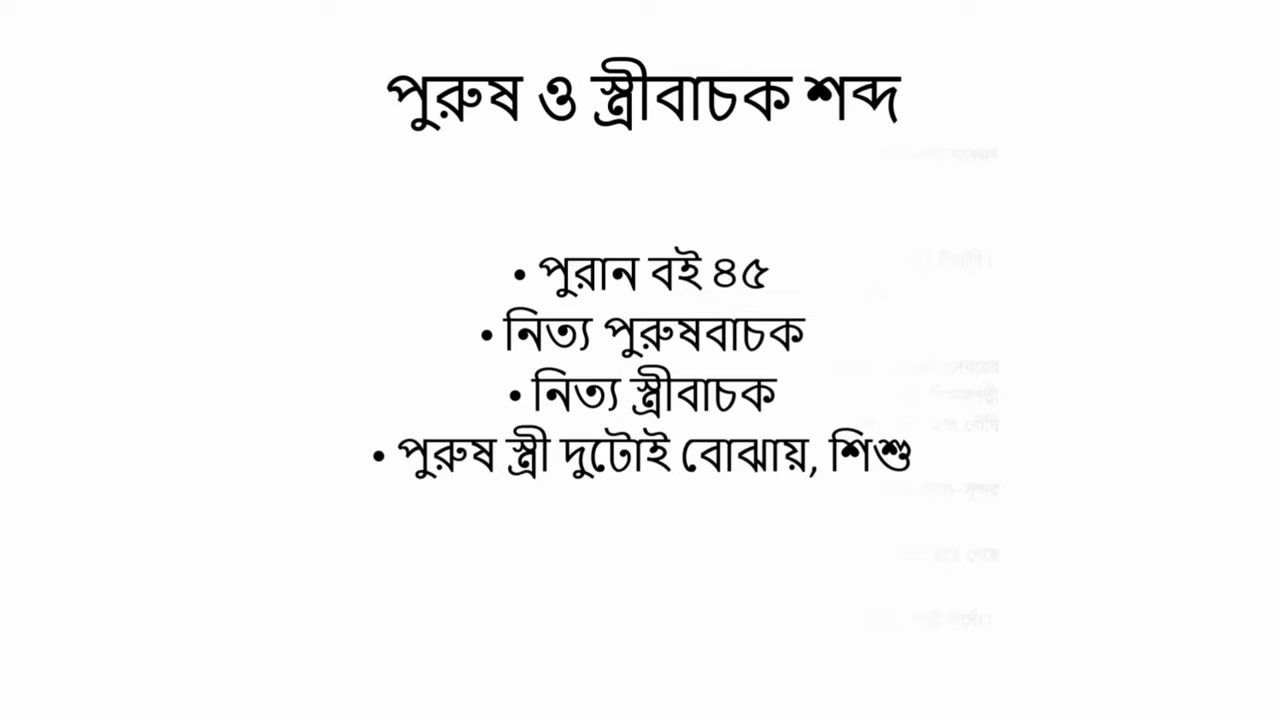 পুরুষ ও স্ত্রীবাচক শব্দ
• পুরান বই ৪৫
• নিত্য পুরুষবাচক
• নিত্য স্ত্রীবাচক
• পুরুষ স্ত্রী দুটোই বোঝায়, শিশু